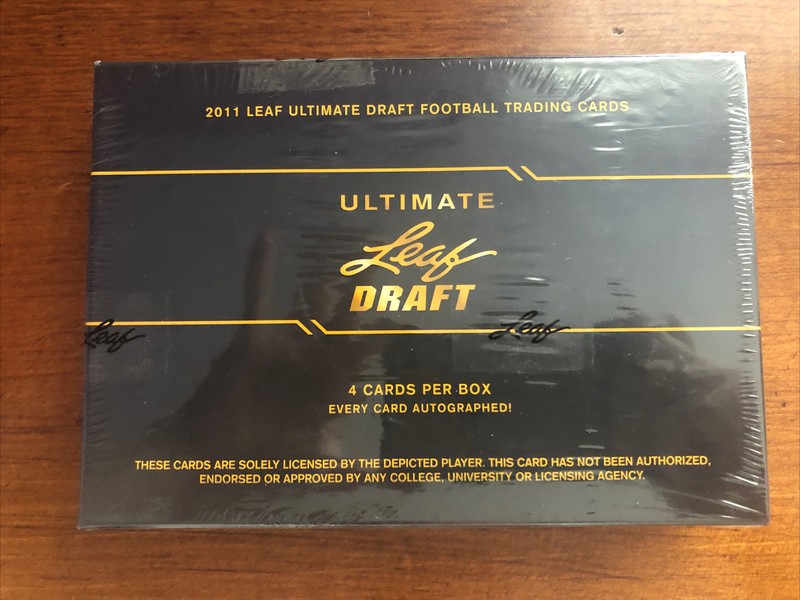 2011 LEAF ULTIMATE DRAFT FOOTBALL TRADING CARDS
ULTIMATE
Leaf
DRAFT
Leaf
Leaf
4 CARDS PER BOX
EVERY CARD AUTOGRAPHED!
THESE CARDS ARE SOLELY LICENSED BY THE DEPICTED PLAYER. THIS CARD HAS NOT BEEN AUTHORIZED,
ENDORSED OR APPROVED BY ANY COLLEGE, UNIVERSITY OR LICENSING AGENCY.